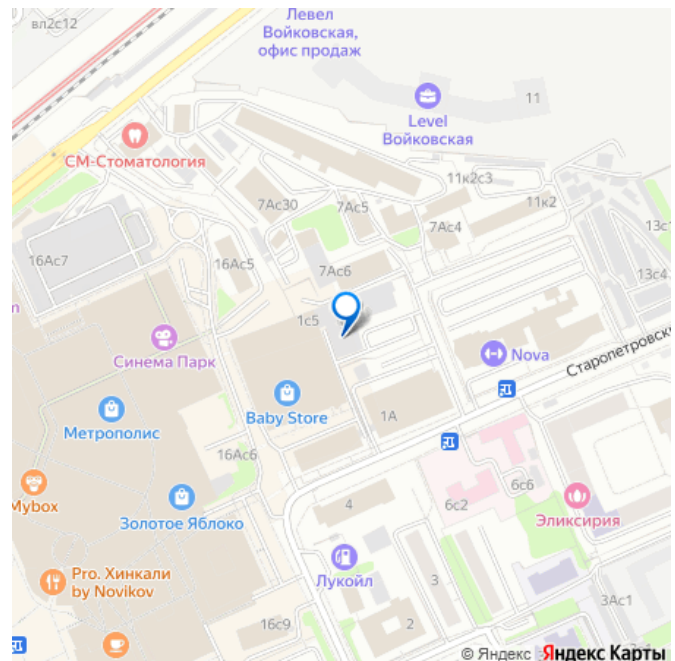 вл2с12
Левел
Войковская,
офис продаж
11
Level
Войковская
СМ-Стоматология
11к2с3
11к2
7Ас30
7Ас5
7Ас4
13с1
16Ас7
16Ас5
7Ас6
13с4
1с5
Синема Парк
Nova
Старопетровски
Baby Store
1А
Метрополис
16Ас6
6с6
Mybox
4
6с2
Золотое Яблоко
Эликсирия
Pro. Хинкали
by Novikov
Лукойл
3
3Ас1
16с9
2
© Яндекс Яндекс Карты